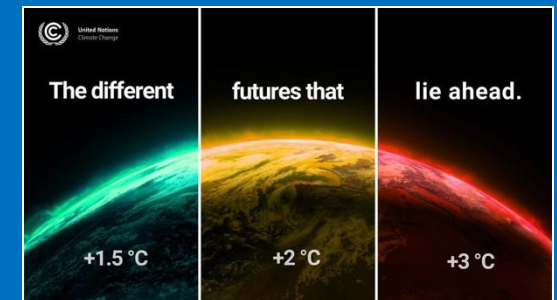 United Nations
Climate Change
The different futures that lie ahead.
+1.5 °C +2 °C +3 °C